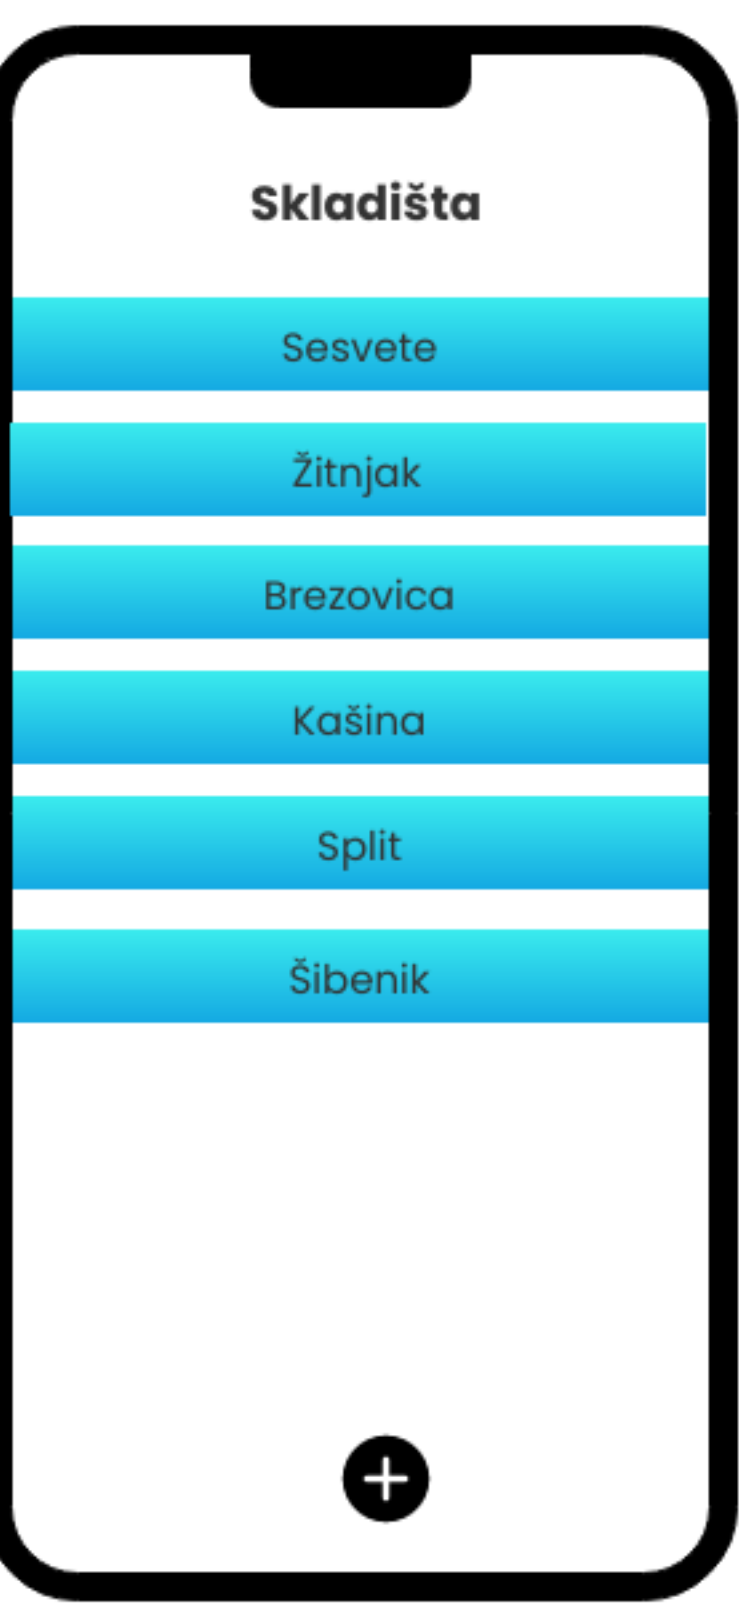 Skladišta
Sesvete
Žitnjak
Brezovica
Kašina
Split
Šibenik